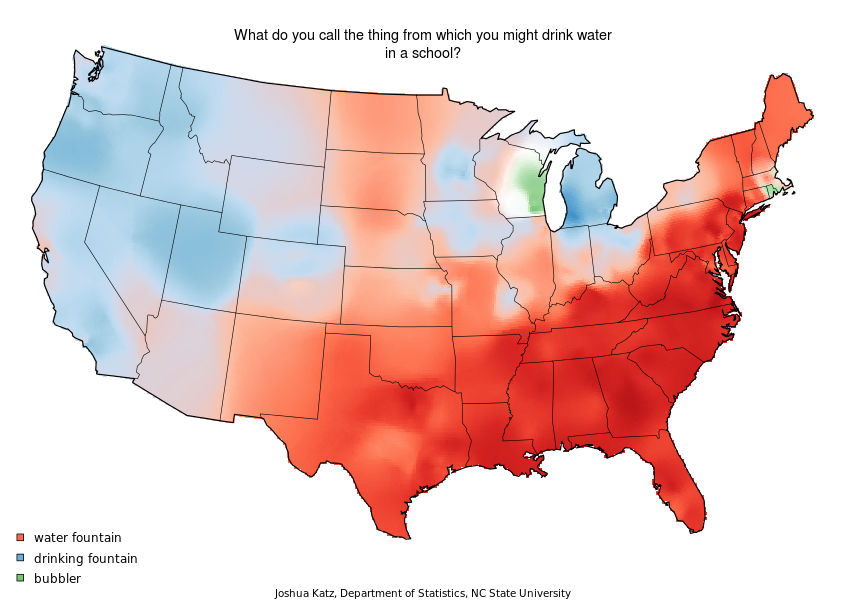 What do you call the thing from which you might drink water
in a school?
water fountain
drinking fountain
bubbler
Joshua Katz, Department of Statistics, NC State University